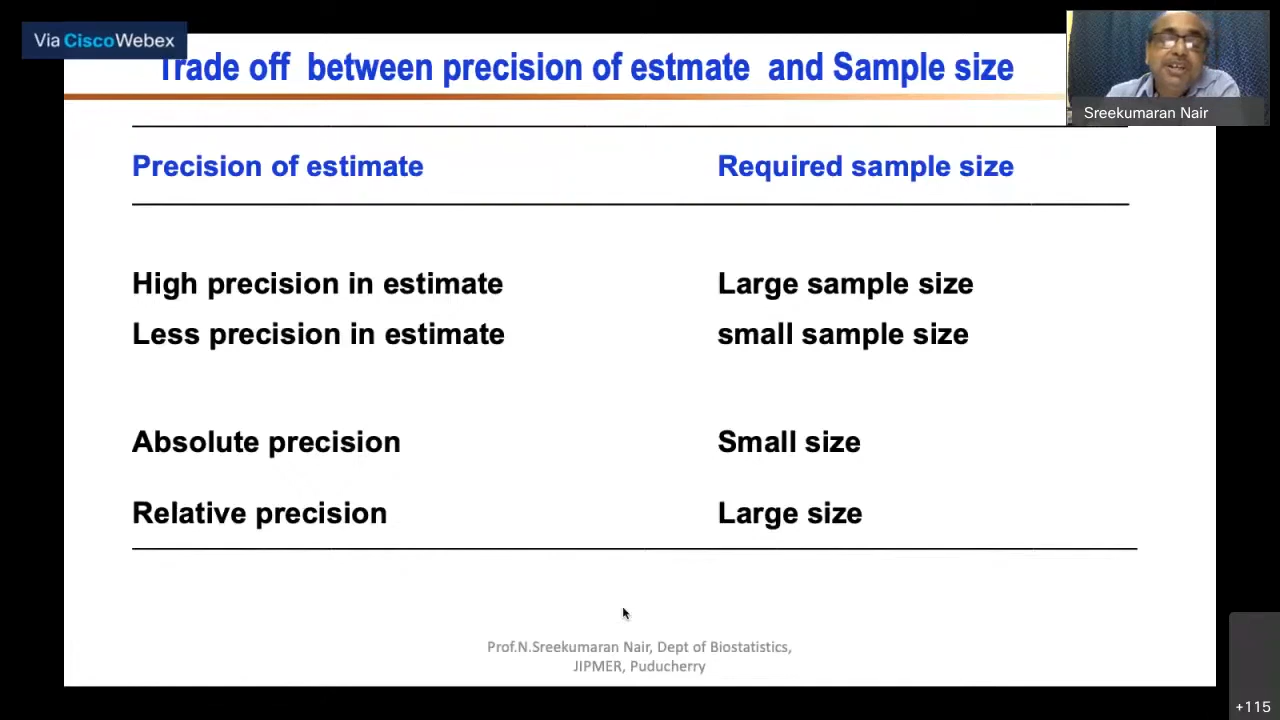 Via Cisco Webex
Trade off between precision of estmate and Sample size
Sreekumaran Nair
Precision of estimate Required sample size
High precision in estimate Large sample size
Less precision in estimate small sample size
Absolute precision Small size
Relative precision Large size
Prof.N.Sreekumaran Nair, Dept of Biostatistics,
JIPMER, Puducherry
+115